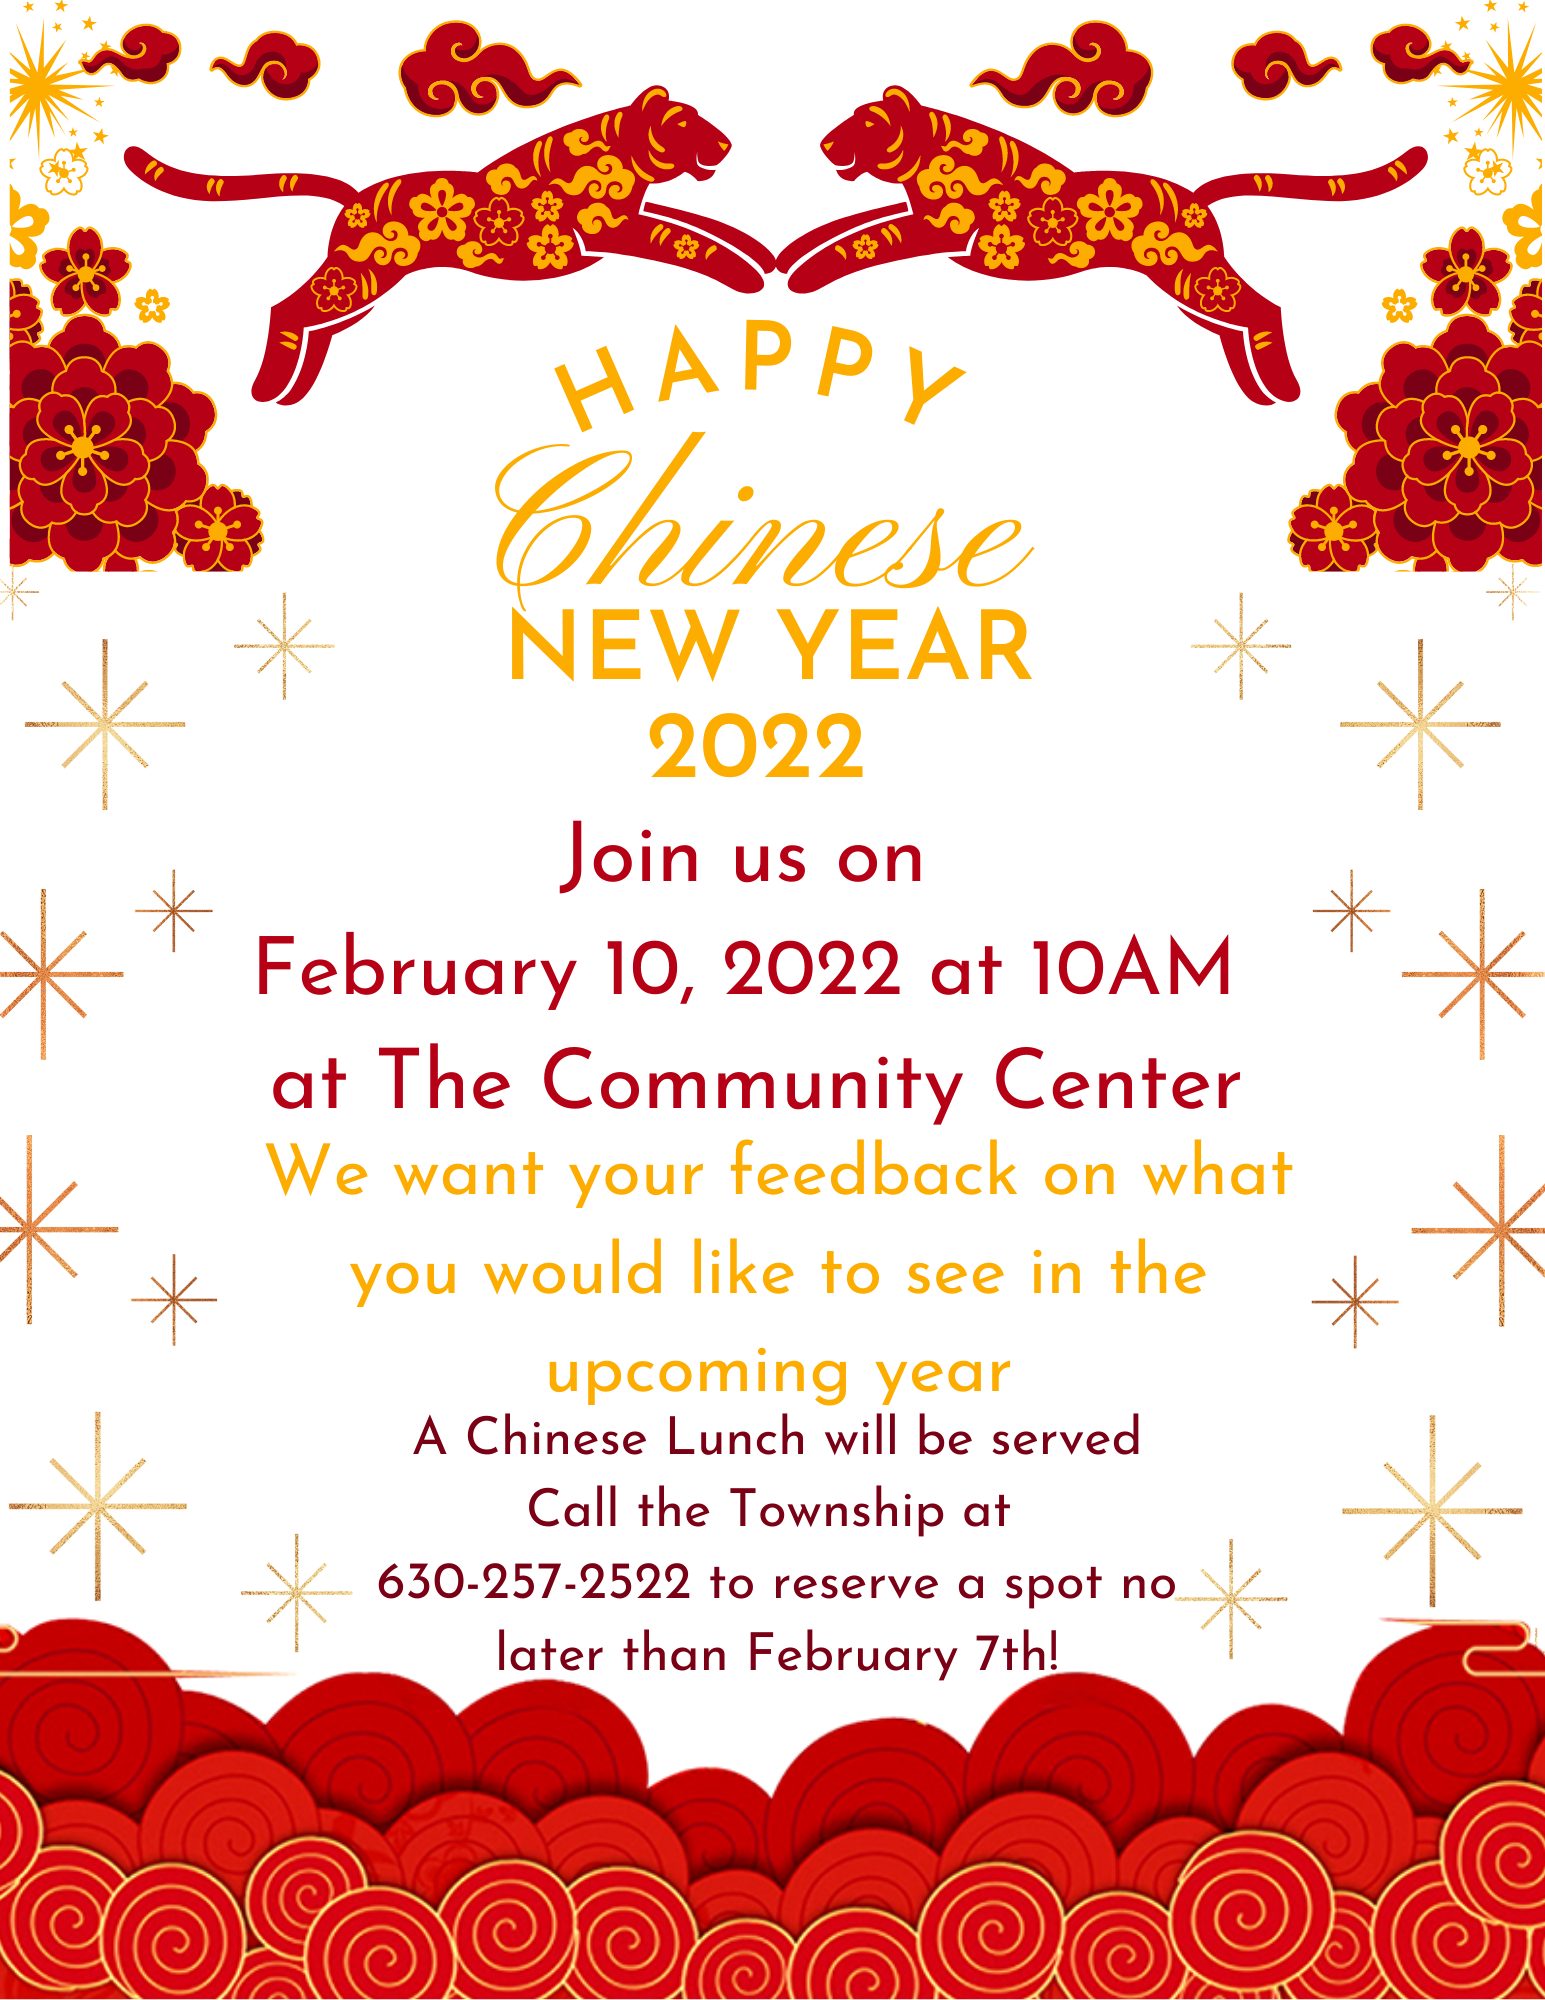 HAPPY
Chinese
NEW YEAR
2022
Join us on
February 10, 2022 at 10AM
at The Community Center
We want your feedback on what
you would like to see in the
upcoming year
A Chinese Lunch will be served
Call the Township at
630-257-2522 to reserve a spot no
later than February 7th!